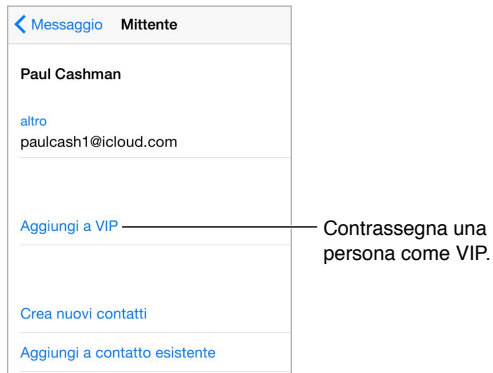 Messaggio Mittente
Paul Cashman
altro
paulcash1@icloud.com
Aggiungi a VIP
Contrassegna una
persona come VIP.
Crea nuovi contatti
Aggiungi a contatto esistente